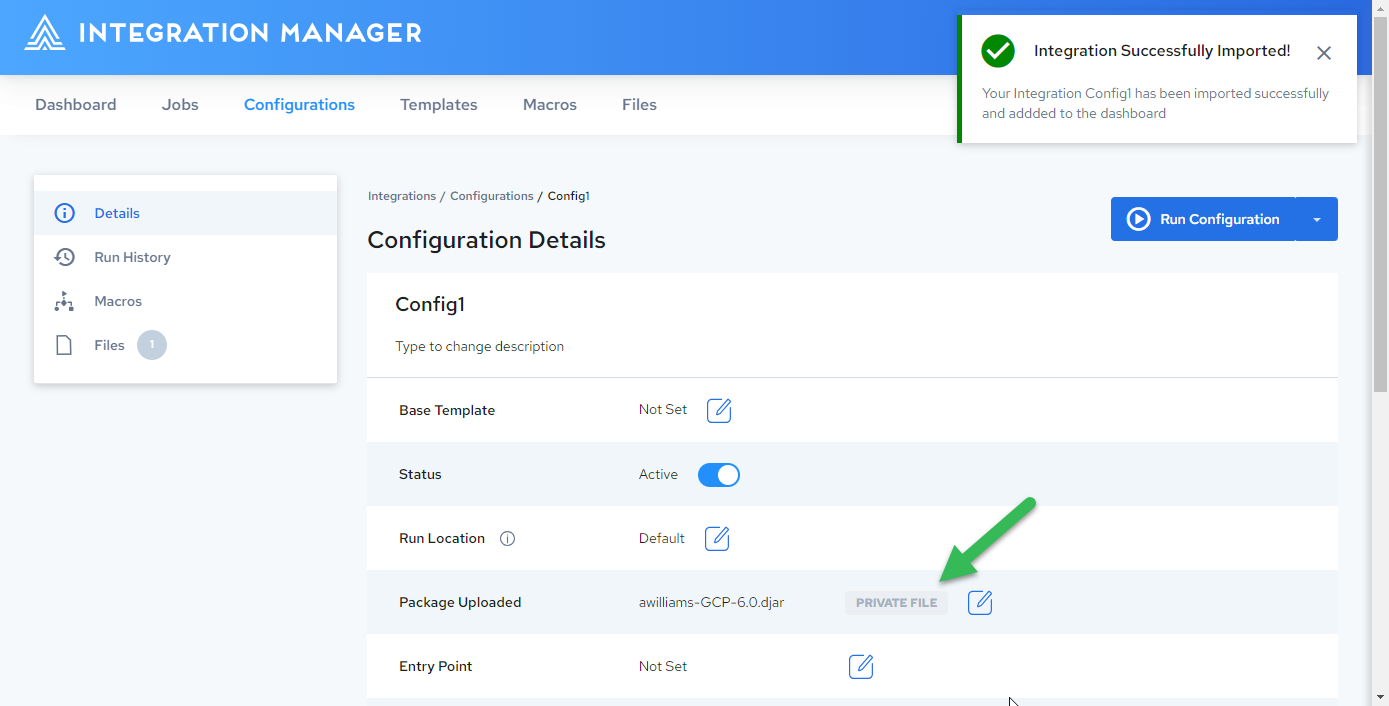 INTEGRATION MANAGER
Integration Successfully Imported!
Your Integration Config1 has been imported successfully
and addded to the dashboard
Dashboard
Jobs
Configurations
Templates
Macros
Files
Details
Run History
Macros
Files 1
Integrations / Configurations / Config1
Configuration Details
Run Configuration
Config1
Type to change description
Base Template Not Set
Status Active
Run Location Default
Package Uploaded awilliams-GCP-6.0.djar PRIVATE FILE
Entry Point Not Set